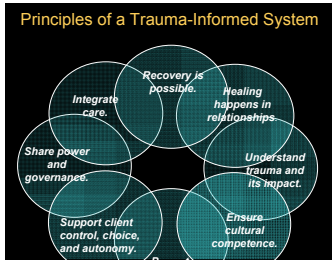 Principles of a Trauma-Informed System
Recovery is
possible.
Healing
happens in
relationships.
Understand
trauma and
its impact.
Ensure
cultural
competence.
Support client
control, choice,
and autonomy.
Share power
and
governance.
Integrate
care.